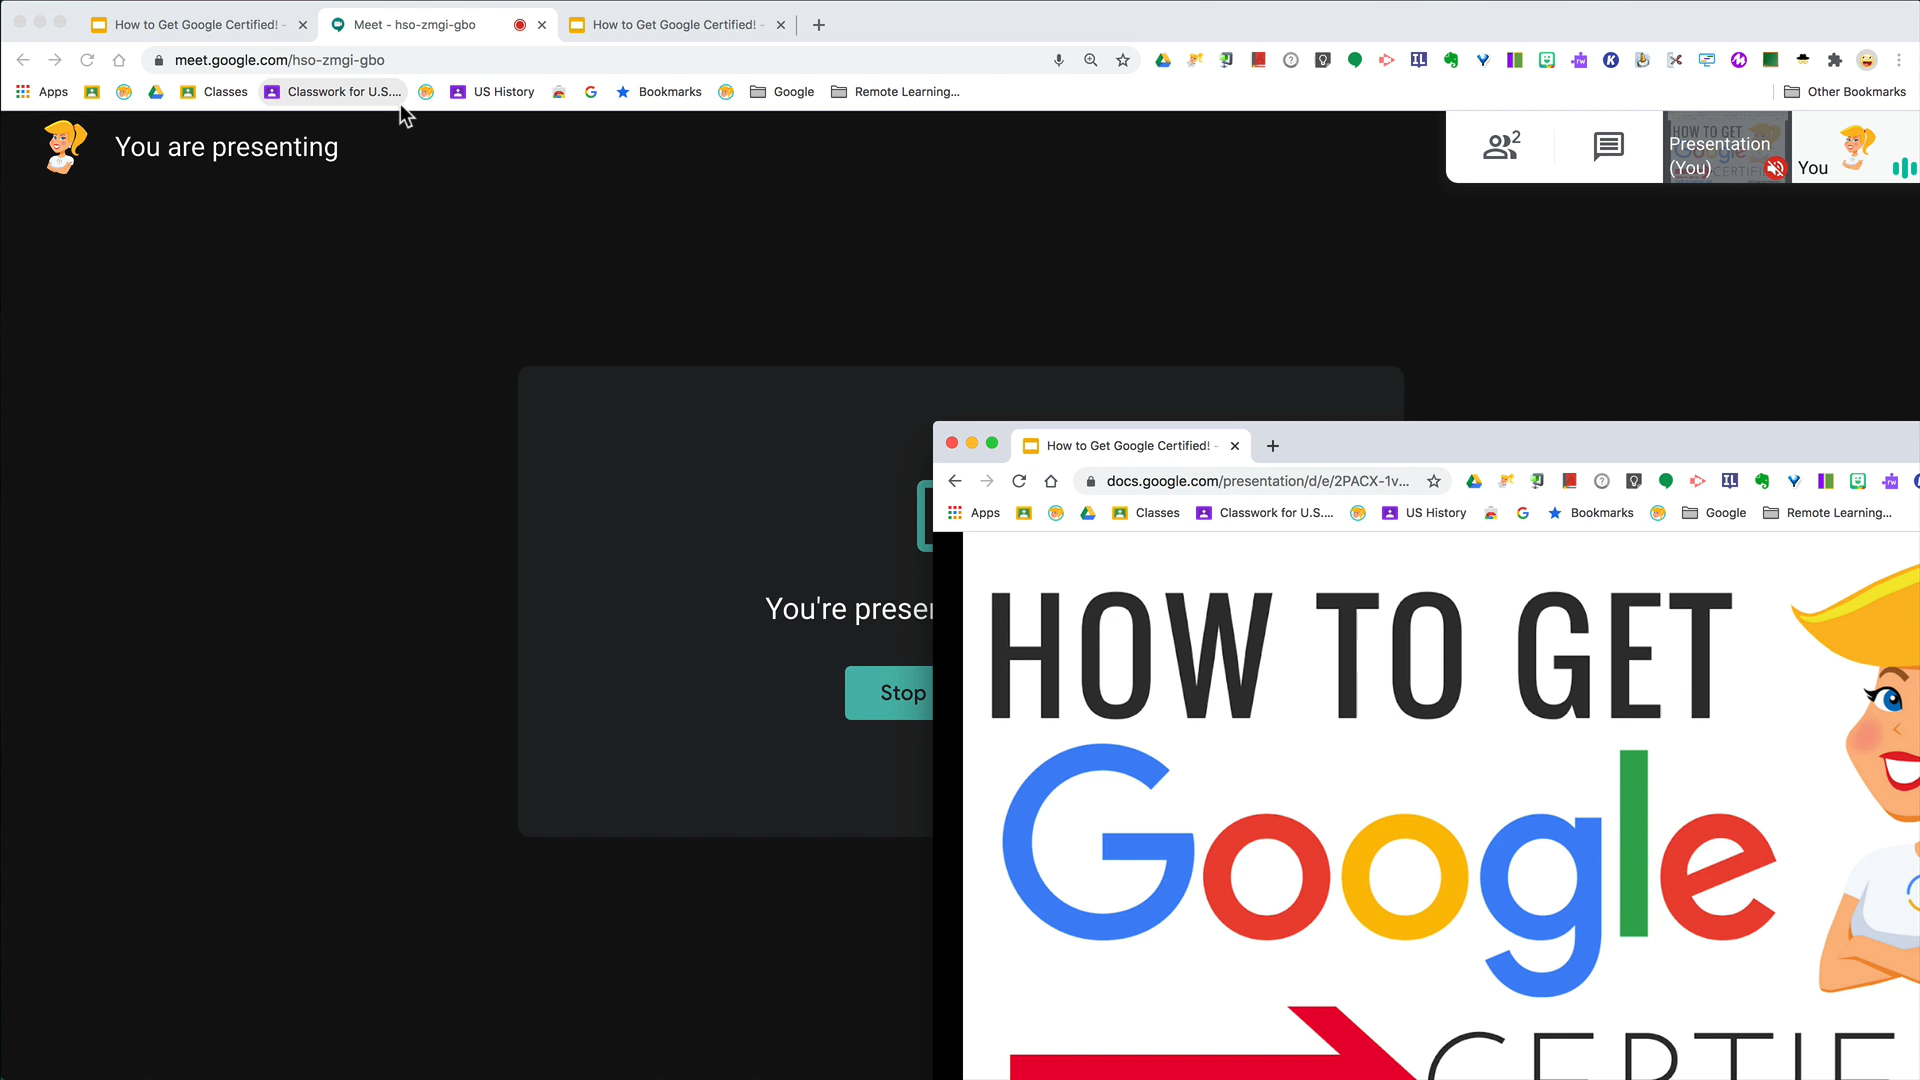 How to Get Google Certified! -
Meet - hso-zmgi-gbo
How to Get Google Certified! -
meet.google.com/hso-zmgi-gbo
Apps
Classes
Classwork for U.S....
US History
Bookmarks
Google
Remote Learning...
Other Bookmarks
You are presenting
2
Presentation
(You)
You
You're prese
Stop
How to Get Google Certified! -
docs.google.com/presentation/d/e/2PACX-1v...
Apps
Classes
Classwork for U.S....
US History
Bookmarks
Google
Remote Learning...
HOW TO GET
Google
CERTIFIE